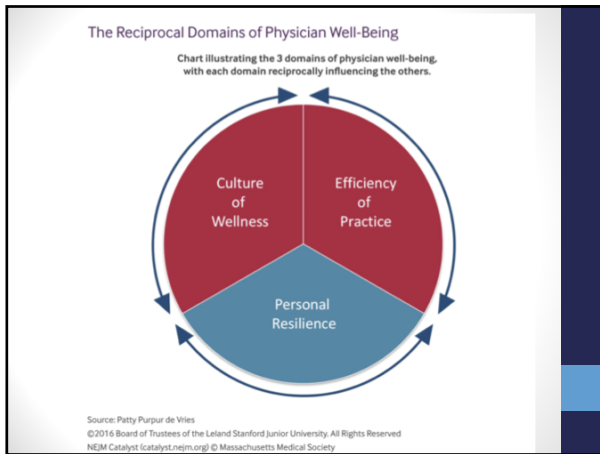 The Reciprocal Domains of Physician Well-Being
Chart illustrating the 3 domains of physician well-being,
with each domain reciprocally influencing the others.
Culture
of
Wellness
Efficiency
of
Practice
Personal
Resilience
Source: Patty Purpur de Vries
©2016 Board of Trustees of the Leland Stanford Junior University. All Rights Reserved
NEJM Catalyst (catalyst.nejm.org) © Massachusetts Medical Society